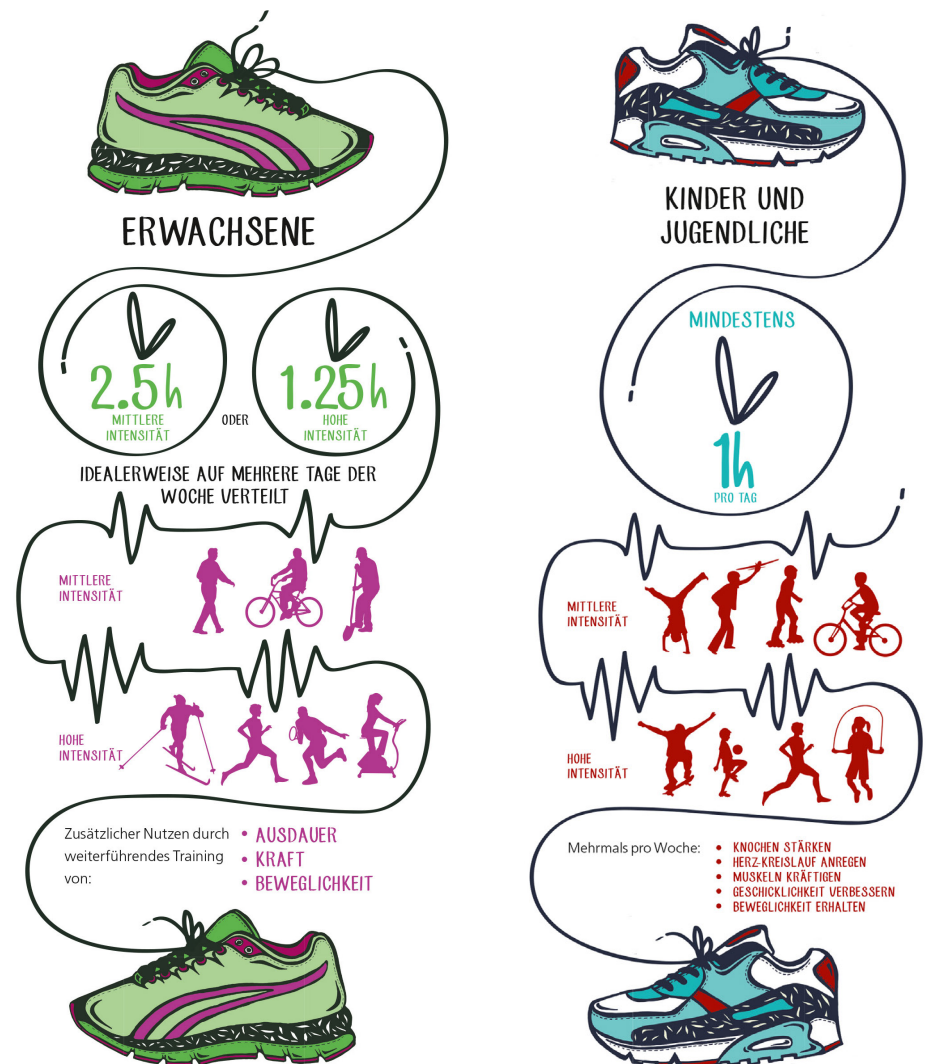 ERWACHSENE
2.5h
MITTLERE
INTENSITÄT
ODER
1.25h
HOHE
INTENSITÄT
IDEALERWEISE AUF MEHRERE TAGE DER
WOCHE VERTEILT
MITTLERE
INTENSITÄT
HOHE
INTENSITÄT
Zusätzlicher Nutzen durch
weiterführendes Training
von:
• AUSDAUER
• KRAFT
• BEWEGLICHKEIT
KINDER UND
JUGENDLICHE
MINDESTENS
1h
PRO TAG
MITTLERE
INTENSITÄT
HOHE
INTENSITÄT
Mehrmals pro Woche:
• KNOCHEN STÄRKEN
• HERZ-KREISLAUF ANREGEN
• MUSKELN KRÄFTIGEN
• GESCHICKLICHKEIT VERBESSERN
• BEWEGLICHKEIT ERHALTEN